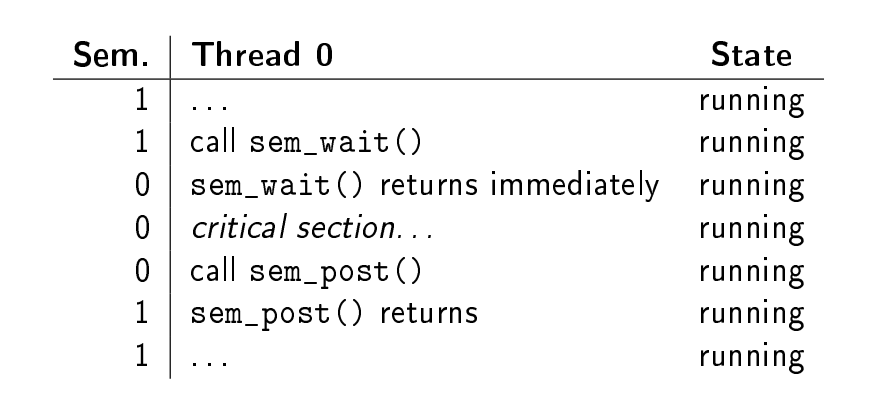 Sem. Thread 0 State
1 ... running
1 call sem_wait() running
0 sem_wait() returns immediately running
0 critical section... running
0 call sem_post() running
1 sem_post() returns running
1 ... running